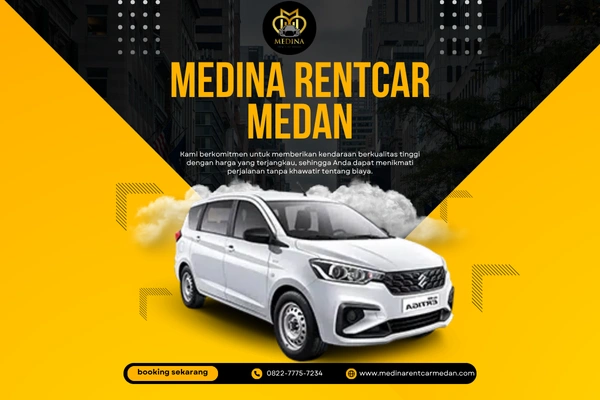 MEDINA
MEDINA RENTCAR
MEDAN
Kami berkomitmen untuk memberikan kendaraan berkualitas tinggi
dengan harga yang terjangkau, sehingga Anda dapat menikmati
perjalanan tanpa khawatir tentang biaya.
ERTIGA
booking sekarang
0822-7775-7234
www.medinarentcarmedan.com